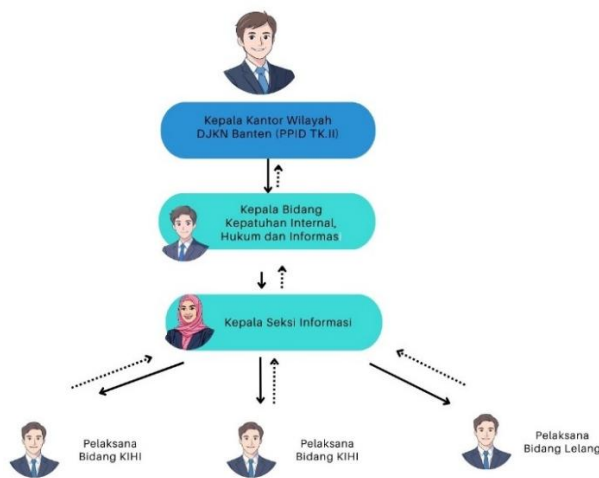 Kepala Kantor Wilayah
DJKN Banten (PPID TK.II)
Kepala Bidang
Kepatuhan Internal,
Hukum dan Informasi
Kepala Seksi Informasi
Pelaksana
Bidang KIHI
Pelaksana
Bidang KIHI
Pelaksana
Bidang Lelang